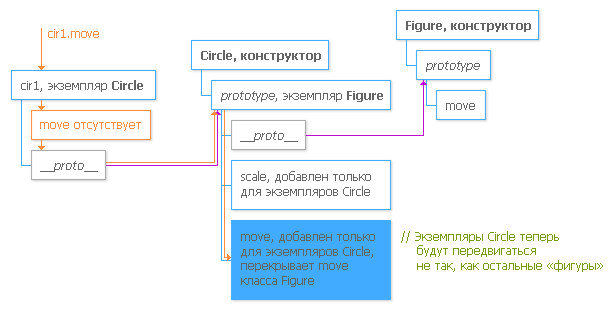 cir1.move
cir1, экземпляр Circle
move отсутствует
__proto__
Circle, конструктор
prototype, экземпляр Figure
__proto__
scale, добавлен только
для экземпляров Circle
move, добавлен только
для экземпляров Circle,
перекрывает move
класса Figure
Figure, конструктор
prototype
move
// Экземпляры Circle теперь
будут передвигаться
не так, как остальные «фигуры»